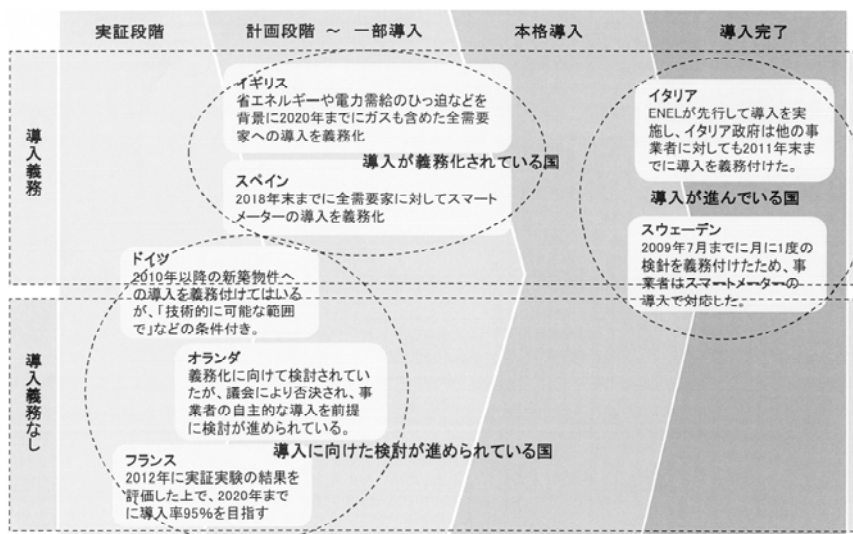 実証段階
計画段階 ～ 一部導入
本格導入
導入完了
導入義務
イギリス
省エネルギーや電力需給のひっ迫などを
背景に2020年までにガスも含めた全需要
家への導入を義務化
導入が義務化されている国
スペイン
2018年末までに全需要家に対してスマート
メーターの導入を義務化
イタリア
ENELが先行して導入を実
施し、イタリア政府は他の事
業者に対しても2011年末ま
でに導入を義務付けた。
導入が進んでいる国
スウェーデン
2009年7月までに月に1度の
検針を義務付けたため、事
業者はスマートメーターの
導入で対応した。
ドイツ
2010年以降の新築物件へ
の導入を義務付けてはいる
が、「技術的に可能な範囲
で」などの条件付き。
導入義務なし
オランダ
義務化に向けて検討されてい
たが、議会により否決され、事
業者の自主的な導入を前提
に検討が進められている。
導入に向けた検討が進められている国
フランス
2012年に実証実験の結果を
評価した上で、2020年まで
に導入率95%を目指す